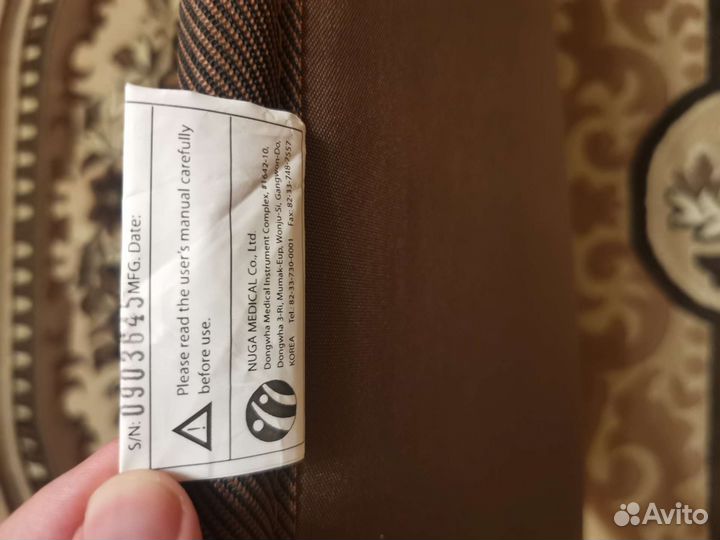 S/N: 0903645 MFG. Date:
Please read the user's manual carefully
before use.
NUGA MEDICAL Co., Ltd.
Dongwha Medical Instrument Complex, #1642-10,
Dongwha 3-Ri, Mumak-Eup, Wonju-Si, Gangwon-Do,
KOREA Tel. 82-33-730-0001 Fax: 82-33-748-7557
Avito